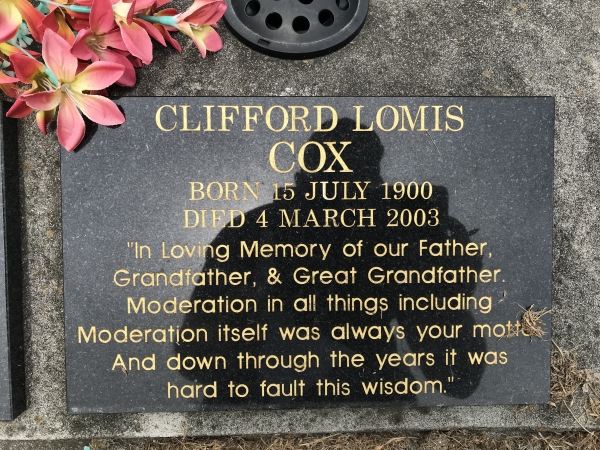 CLIFFORD LOMIS
COX
BORN 15 JULY 1900
DIED 4 MARCH 2003
"In Loving Memory of our Father,
Grandfather, & Great Grandfather.
Moderation in all things including
Moderation itself was always your motto
And down through the years it was
hard to fault this wisdom."